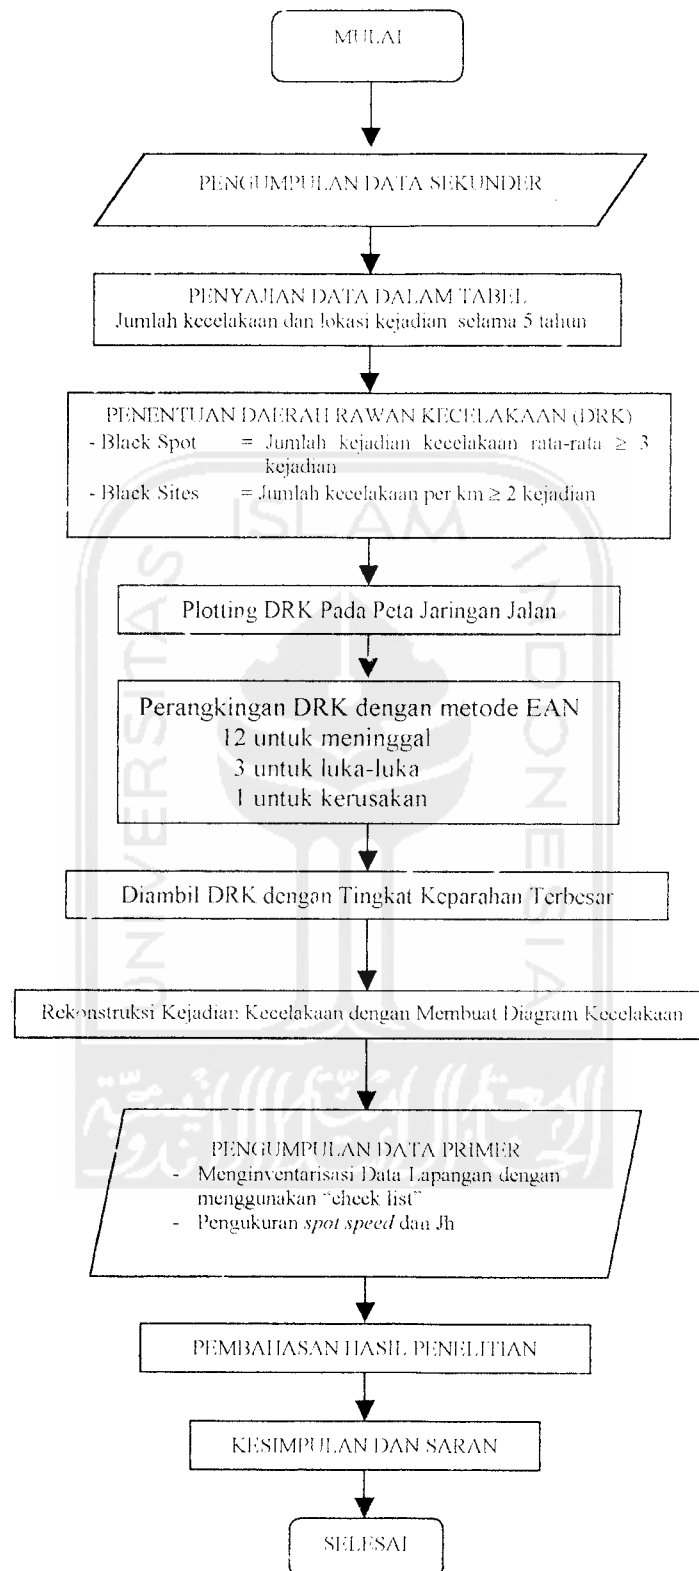 MULAI
PENGUMPULAN DATA SEKUNDER
PENYAJIAN DATA DALAM TABEL
Jumlah kecelakaan dan lokasi kejadian selama 5 tahun
PENENTUAN DAERAH RAWAN KECELAKAAN (DRK)
- Black Spot = Jumlah kejadian kecelakaan rata-rata ≥ 3
kejadian
- Black Sites = Jumlah kecelakaan per km ≥ 2 kejadian
Plotting DRK Pada Peta Jaringan Jalan
Perangkingan DRK dengan metode EAN
12 untuk meninggal
3 untuk luka-luka
1 untuk kerusakan
Diambil DRK dengan Tingkat Keparahan Terbesar
Rekonstruksi Kejadian Kecelakaan dengan Membuat Diagram Kecelakaan
PENGUMPULAN DATA PRIMER
- Menginventarisasi Data Lapangan dengan
menggunakan “check list”
- Pengukuran spot speed dan Jh
PEMBAHASAN HASIL PENELITIAN
KESIMPULAN DAN SARAN
SELESAI
UNIVERSITAS ISLAM INDONESIA